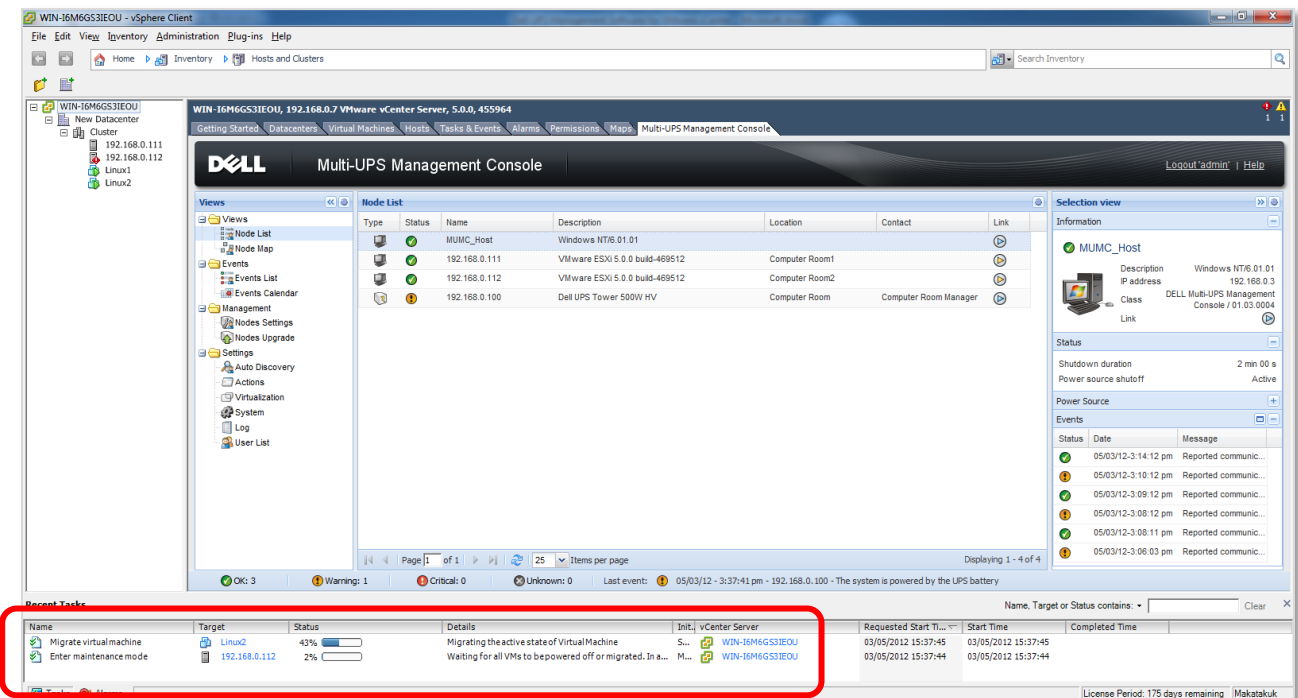 WIN-I6M6GS3IEOU - vSphere Client
File Edit View Inventory Administration Plug-ins Help
Home Inventory Hosts and Clusters Search Inventory
WIN-I6M6GS3IEOU
New Datacenter
Cluster
192.168.0.111
192.168.0.112
Linux1
Linux2
WIN-I6M6GS3IEOU, 192.168.0.7 VMware vCenter Server, 5.0.0, 455964
1 1
Getting Started Datacenters Virtual Machines Hosts Tasks & Events Alarms Permissions Maps Multi-UPS Management Console
DELL Multi-UPS Management Console Logout 'admin' | Help
Views
Views
Node List
Node Map
Events
Events List
Events Calendar
Management
Nodes Settings
Nodes Upgrade
Settings
Auto Discovery
Actions
Virtualization
System
Log
User List
Node List
Type Status Name Description Location Contact Link
MUMC_Host Windows NT/6.01.01
192.168.0.111 VMware ESXi 5.0.0 build-469512 Computer Room1
192.168.0.112 VMware ESXi 5.0.0 build-469512 Computer Room2
192.168.0.100 Dell UPS Tower 500W HV Computer Room Computer Room Manager
Page 1 of 1 25 Items per page Displaying 1 - 4 of 4
Selection view
Information
MUMC_Host
Description Windows NT/6.01.01
IP address 192.168.0.3
Class DELL Multi-UPS Management
Console / 01.03.0004
Link
Status
Shutdown duration 2 min 00 s
Power source shutoff Active
Power Source
Events
Status Date Message
05/03/12-3:14:12 pm Reported communic...
05/03/12-3:10:12 pm Reported communic...
05/03/12-3:09:12 pm Reported communic...
05/03/12-3:08:12 pm Reported communic...
05/03/12-3:08:11 pm Reported communic...
05/03/12-3:06:03 pm Reported communic...
OK: 3 Warning: 1 Critical: 0 Unknown: 0 Last event: 05/03/12 - 3:37:41 pm - 192.168.0.100 - The system is powered by the UPS battery
Recent Tasks Name, Target or Status contains: Clear
Name Target Status Details Init... vCenter Server Requested Start Ti... Start Time Completed Time
Migrate virtual machine Linux2 43% Migrating the active state of Virtual Machine S... WIN-I6M6GS3IEOU 03/05/2012 15:37:45 03/05/2012 15:37:45
Enter maintenance mode 192.168.0.112 2% Waiting for all VMs to be powered off or migrated. In a... M... WIN-I6M6GS3IEOU 03/05/2012 15:37:44 03/05/2012 15:37:44
Tasks Alarms License Period: 175 days remaining Makatakuk